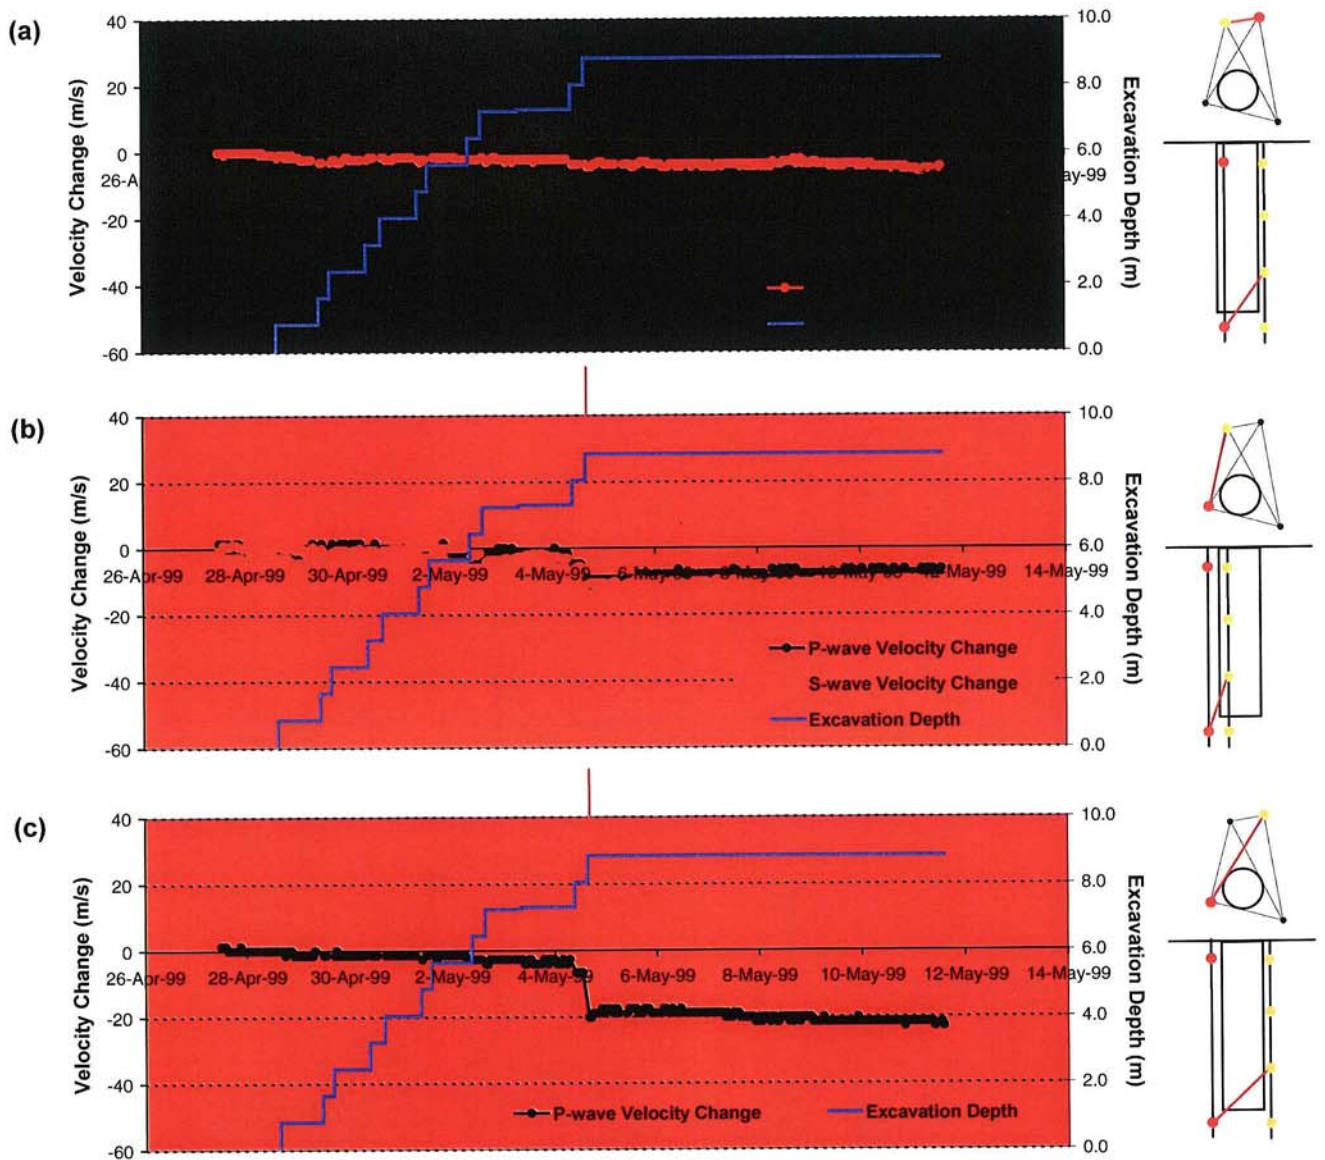 (a)
40
20
0
-20
-40
-60
Velocity Change (m/s)
26-A
ay-99
10.0
8.0
6.0
4.0
2.0
0.0
Excavation Depth (m)
(b)
40
20
0
-20
-40
-60
Velocity Change (m/s)
26-Apr-99 28-Apr-99 30-Apr-99 2-May-99 4-May-99 12-May-99 14-May-99
P-wave Velocity Change
S-wave Velocity Change
Excavation Depth
10.0
8.0
6.0
4.0
2.0
0.0
Excavation Depth (m)
(c)
40
20
0
-20
-40
-60
Velocity Change (m/s)
26-Apr-99 28-Apr-99 30-Apr-99 2-May-99 4-May-99 6-May-99 8-May-99 10-May-99 12-May-99 14-May-99
P-wave Velocity Change Excavation Depth
10.0
8.0
6.0
4.0
2.0
0.0
Excavation Depth (m)